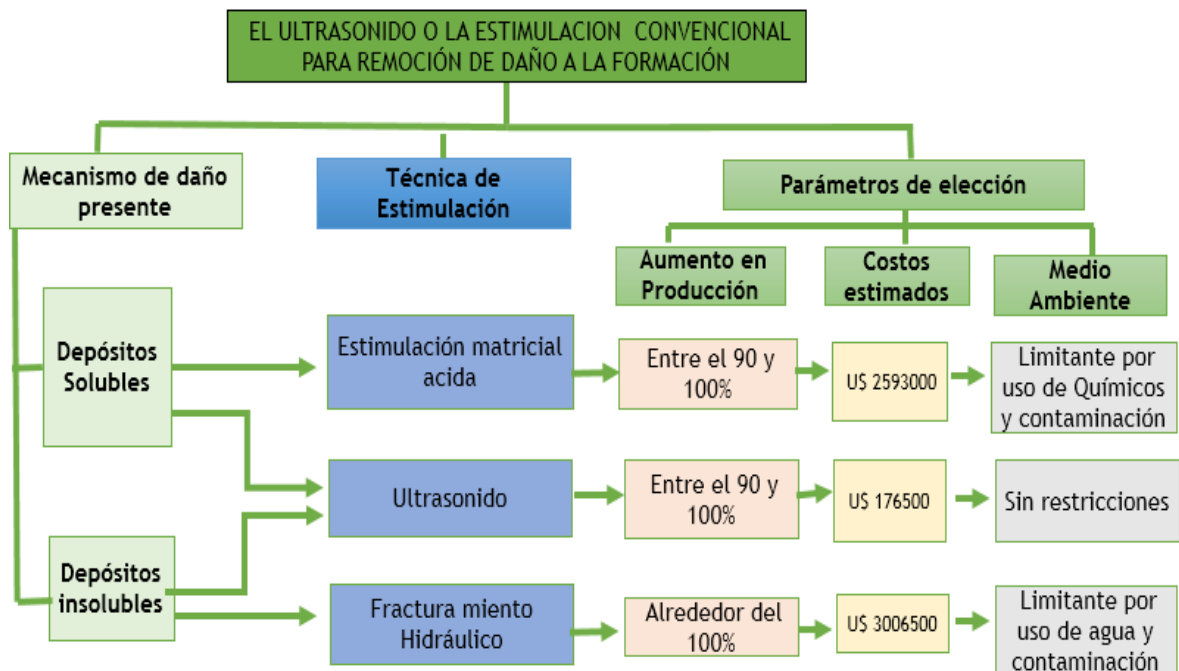 EL ULTRASONIDO O LA ESTIMULACION CONVENCIONAL
PARA REMOCIÓN DE DAÑO A LA FORMACIÓN
Mecanismo de daño
presente
Técnica de
Estimulación
Parámetros de elección
Aumento en
Producción
Costos
estimados
Medio
Ambiente
Depósitos
Solubles
Estimulación matricial
acida
Entre el 90 y
100%
U$ 2593000
Limitante por
uso de Químicos
y contaminación
Ultrasonido
Entre el 90 y
100%
U$ 176500
Sin restricciones
Depósitos
insolubles
Fractura miento
Hidráulico
Alrededor del
100%
U$ 3006500
Limitante por
uso de agua y
contaminación